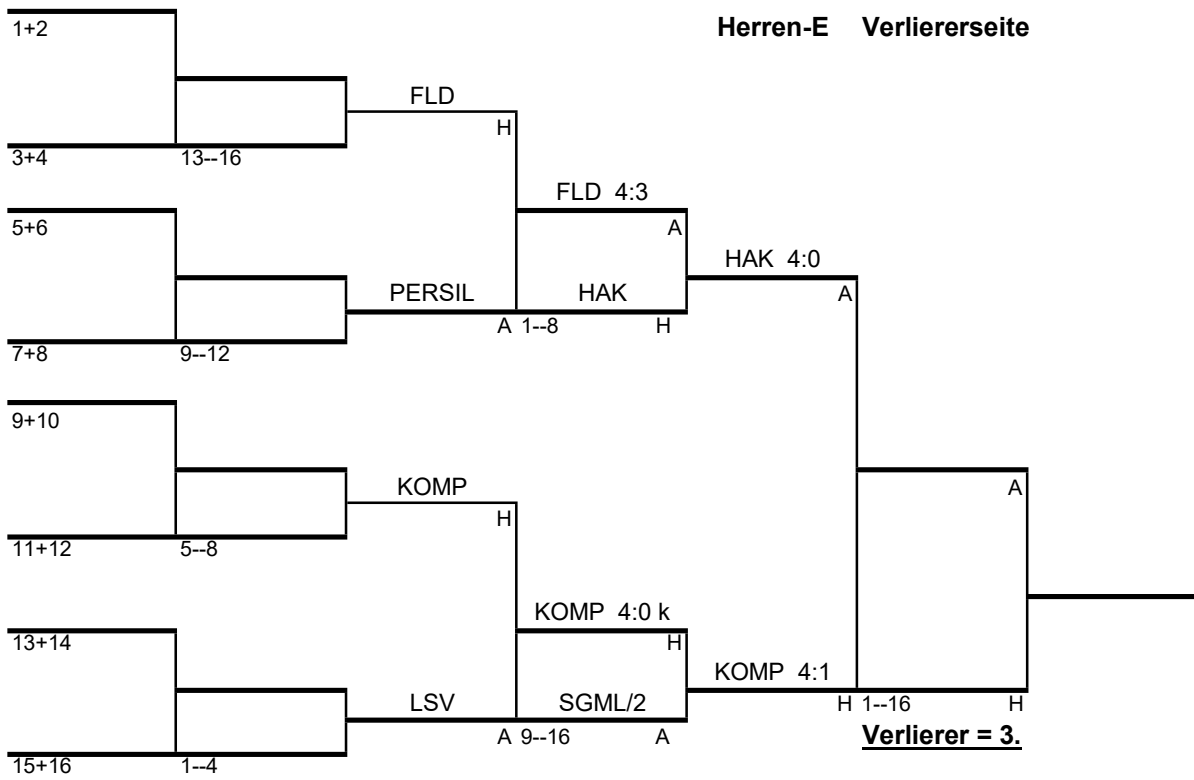 1+2
Herren-E Verliererseite
FLD
H
3+4
13--16
FLD 4:3
5+6
A
HAK 4:0
PERSIL
HAK
A
A 1--8
H
7+8
9--12
9+10
KOMP
A
H
11+12
5--8
KOMP 4:0 k
13+14
H
KOMP 4:1
LSV
SGML/2
H 1--16
H
A 9--16
A
Verlierer = 3.
15+16
1--4